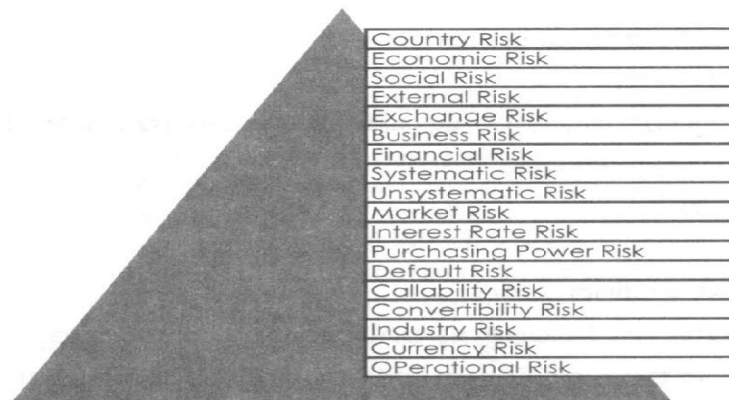 Country Risk
Economic Risk
Social Risk
External Risk
Exchange Risk
Business Risk
Financial Risk
Systematic Risk
Unsystematic Risk
Market Risk
Interest Rate Risk
Purchasing Power Risk
Default Risk
Callability Risk
Convertibility Risk
Industry Risk
Currency Risk
OPerational Risk